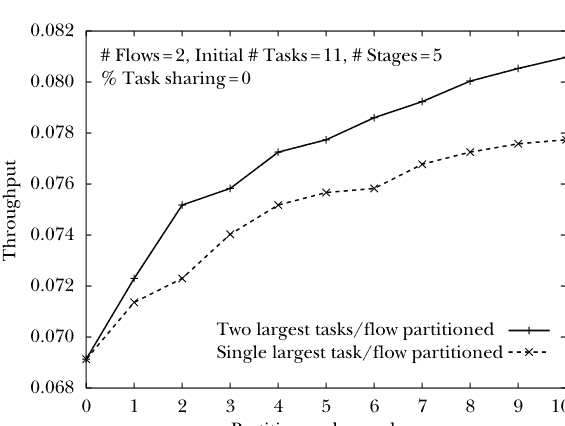 0.082
# Flows=2, Initial # Tasks=11, # Stages=5
% Task sharing=0
0.080
0.078
0.076
0.074
0.072
0.070
0.068
Throughput
Two largest tasks/flow partitioned
Single largest task/flow partitioned
0 1 2 3 4 5 6 7 8 9 10